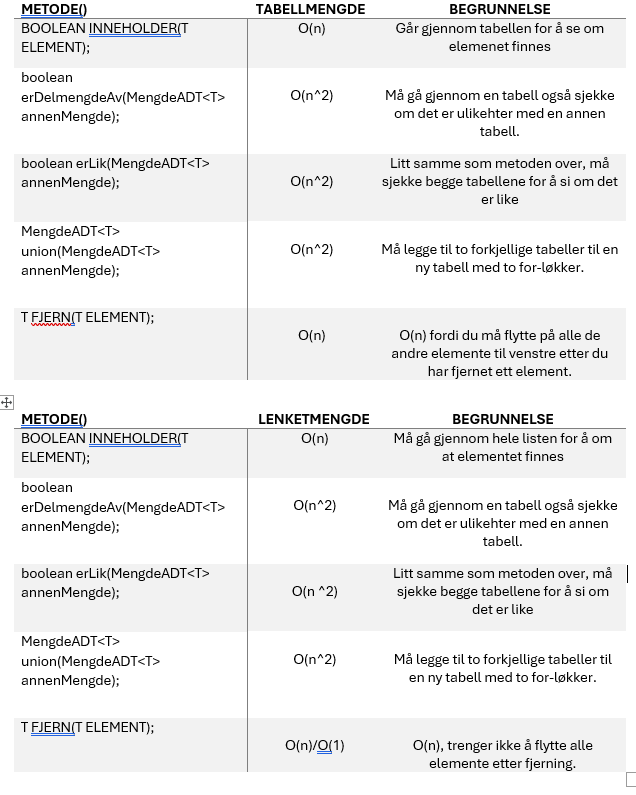 METODE() TABELLMENGDE BEGRUNNELSE
BOOLEAN INNEHOLDER(T O(n) Går gjennom tabellen for å se om
ELEMENT); elemenet finnes
boolean
erDelmengdeAv(MengdeADT<T> O(n^2) Må gå gjennom en tabell også sjekke
annenMengde); om det er ulikehter med en annen
tabell.
boolean erLik(MengdeADT<T> Litt samme som metoden over, må
annenMengde); O(n^2) sjekke begge tabellene for å si om det
er like
MengdeADT<T>
union(MengdeADT<T> O(n^2) Må legge til to forkjellige tabeller til en
annenMengde); ny tabell med to for-løkker.
T FJERN(T ELEMENT);
O(n) O(n) fordi du må flytte på alle de
andre elemente til venstre etter du
har fjernet ett element.
METODE() LENKETMENGDE BEGRUNNELSE
BOOLEAN INNEHOLDER(T O(n) Må gå gjennom hele listen for å om
ELEMENT); at elementet finnes
boolean
erDelmengdeAv(MengdeADT<T> O(n^2) Må gå gjennom en tabell også sjekke
annenMengde); om det er ulikehter med en annen
tabell.
boolean erLik(MengdeADT<T> Litt samme som metoden over, må
annenMengde); O(n ^2) sjekke begge tabellene for å si om
det er like
MengdeADT<T>
union(MengdeADT<T> O(n^2) Må legge til to forkjellige tabeller til
annenMengde); en ny tabell med to for-løkker.
T FJERN(T ELEMENT);
O(n)/O(1) O(n), trenger ikke å flytte alle
elemente etter fjerning.